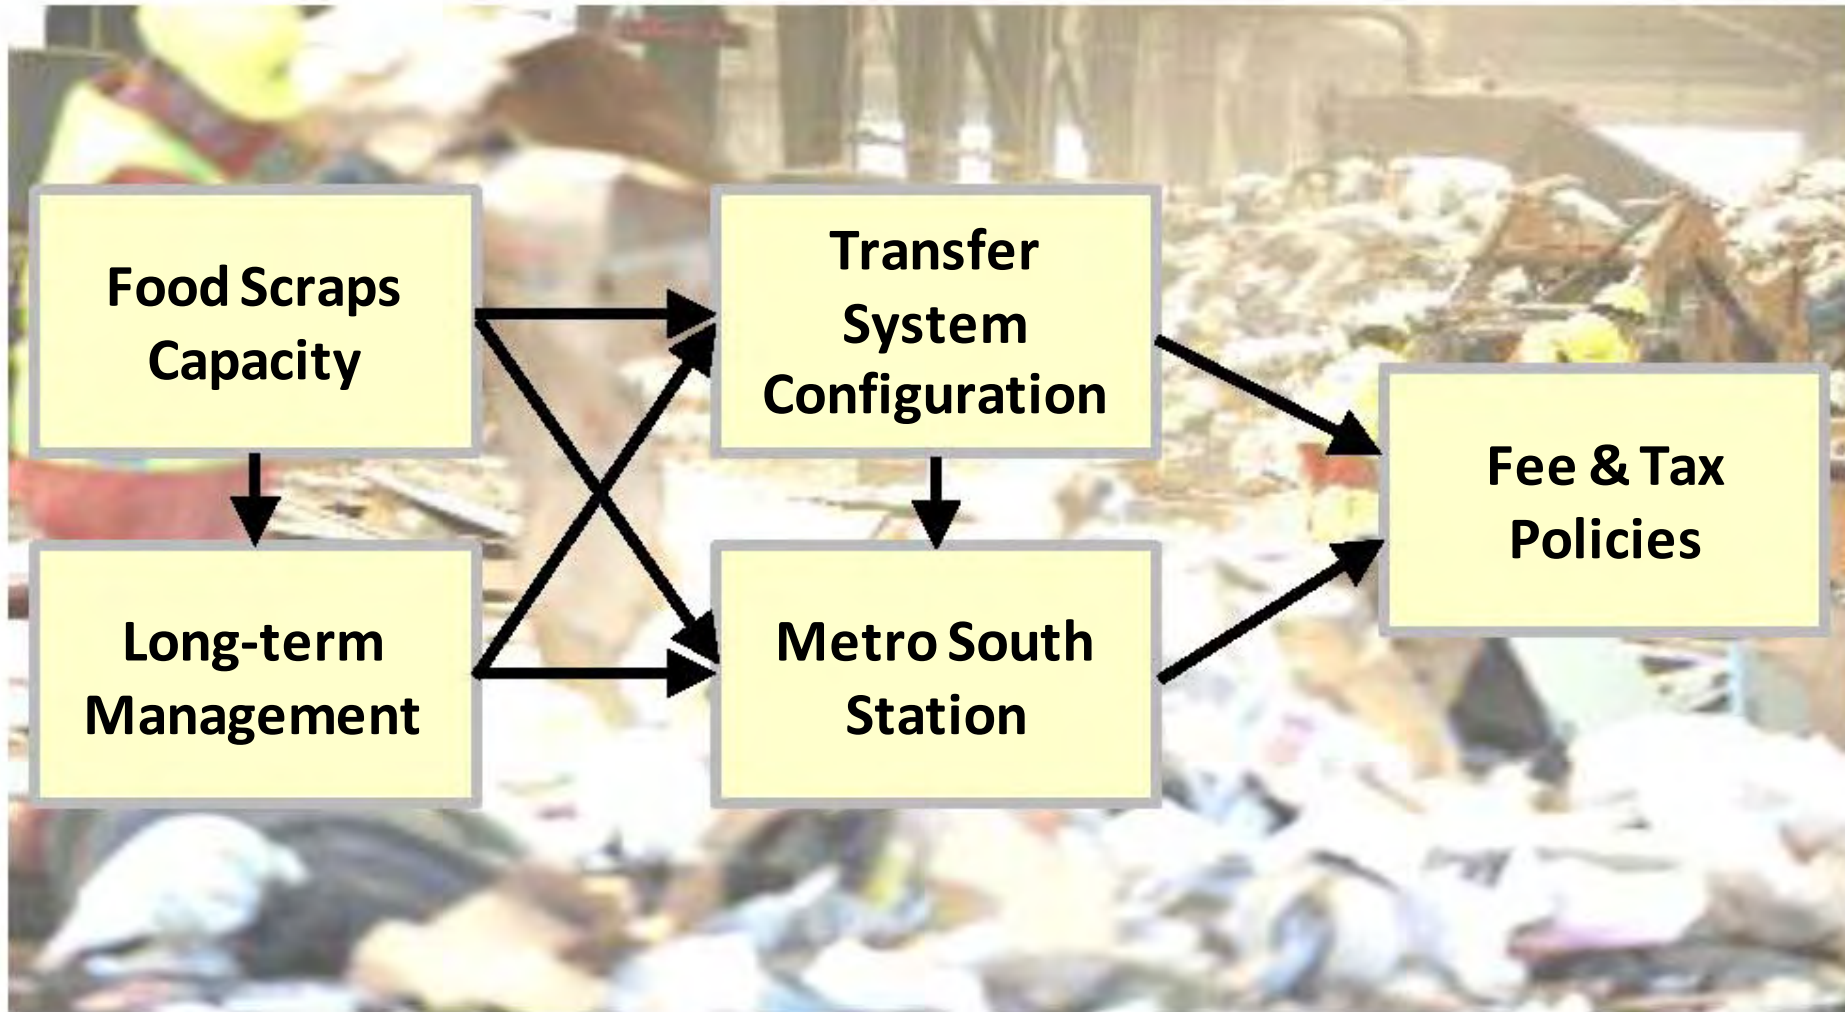 Food Scraps
Capacity
Transfer
System
Configuration
Fee & Tax
Policies
Long-term
Management
Metro South
Station